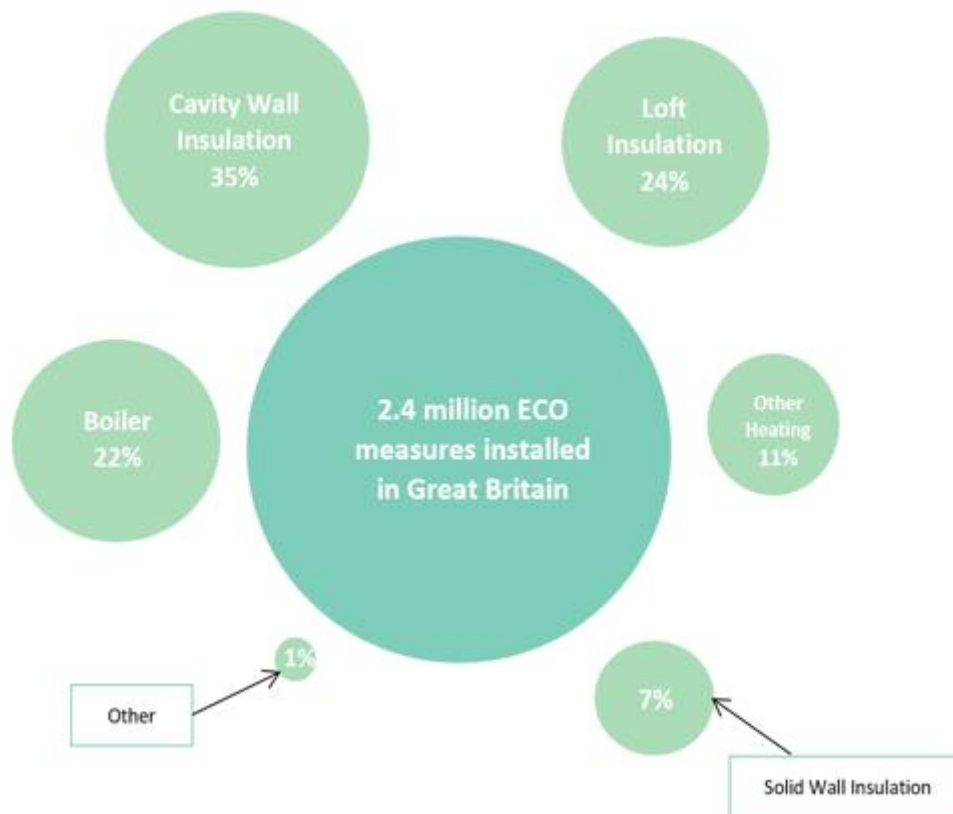 Cavity Wall
Insulation
35%
Loft
Insulation
24%
Boiler
22%
2.4 million ECO
measures installed
in Great Britain
Other
Heating
11%
1%
Other
7%
Solid Wall Insulation